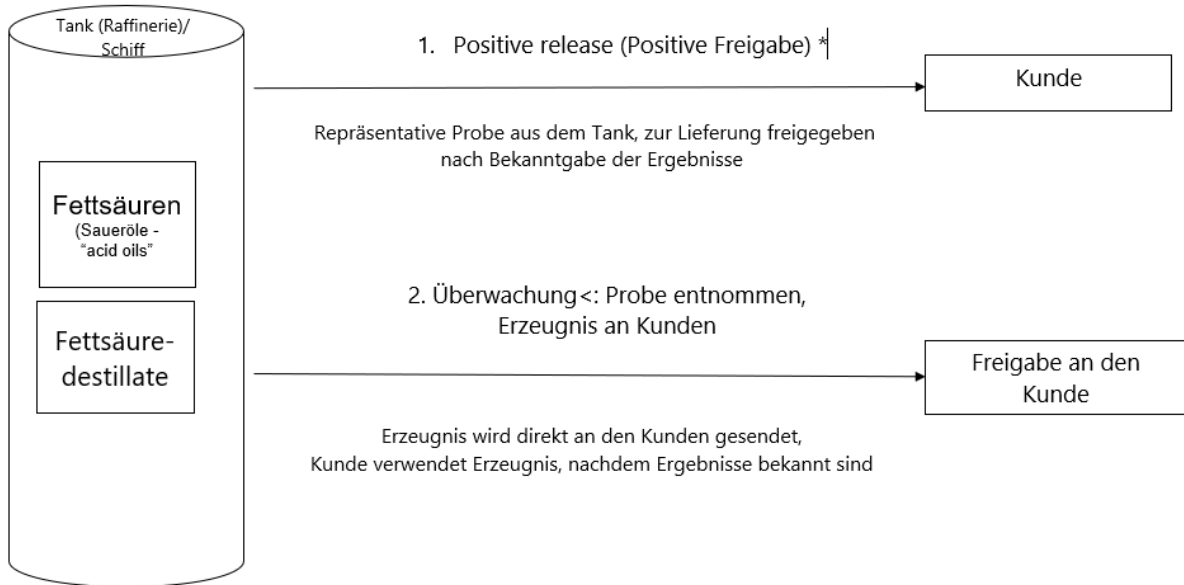 Tank (Raffinerie)/
Schiff
1. Positive release (Positive Freigabe) *
Kunde
Repräsentative Probe aus dem Tank, zur Lieferung freigegeben
nach Bekanntgabe der Ergebnisse
Fettsäuren
(Saueröle -
"acid oils"
2. Überwachung<: Probe entnommen,
Erzeugnis an Kunden
Fettsäure-
destillate
Freigabe an den
Kunde
Erzeugnis wird direkt an den Kunden gesendet,
Kunde verwendet Erzeugnis, nachdem Ergebnisse bekannt sind